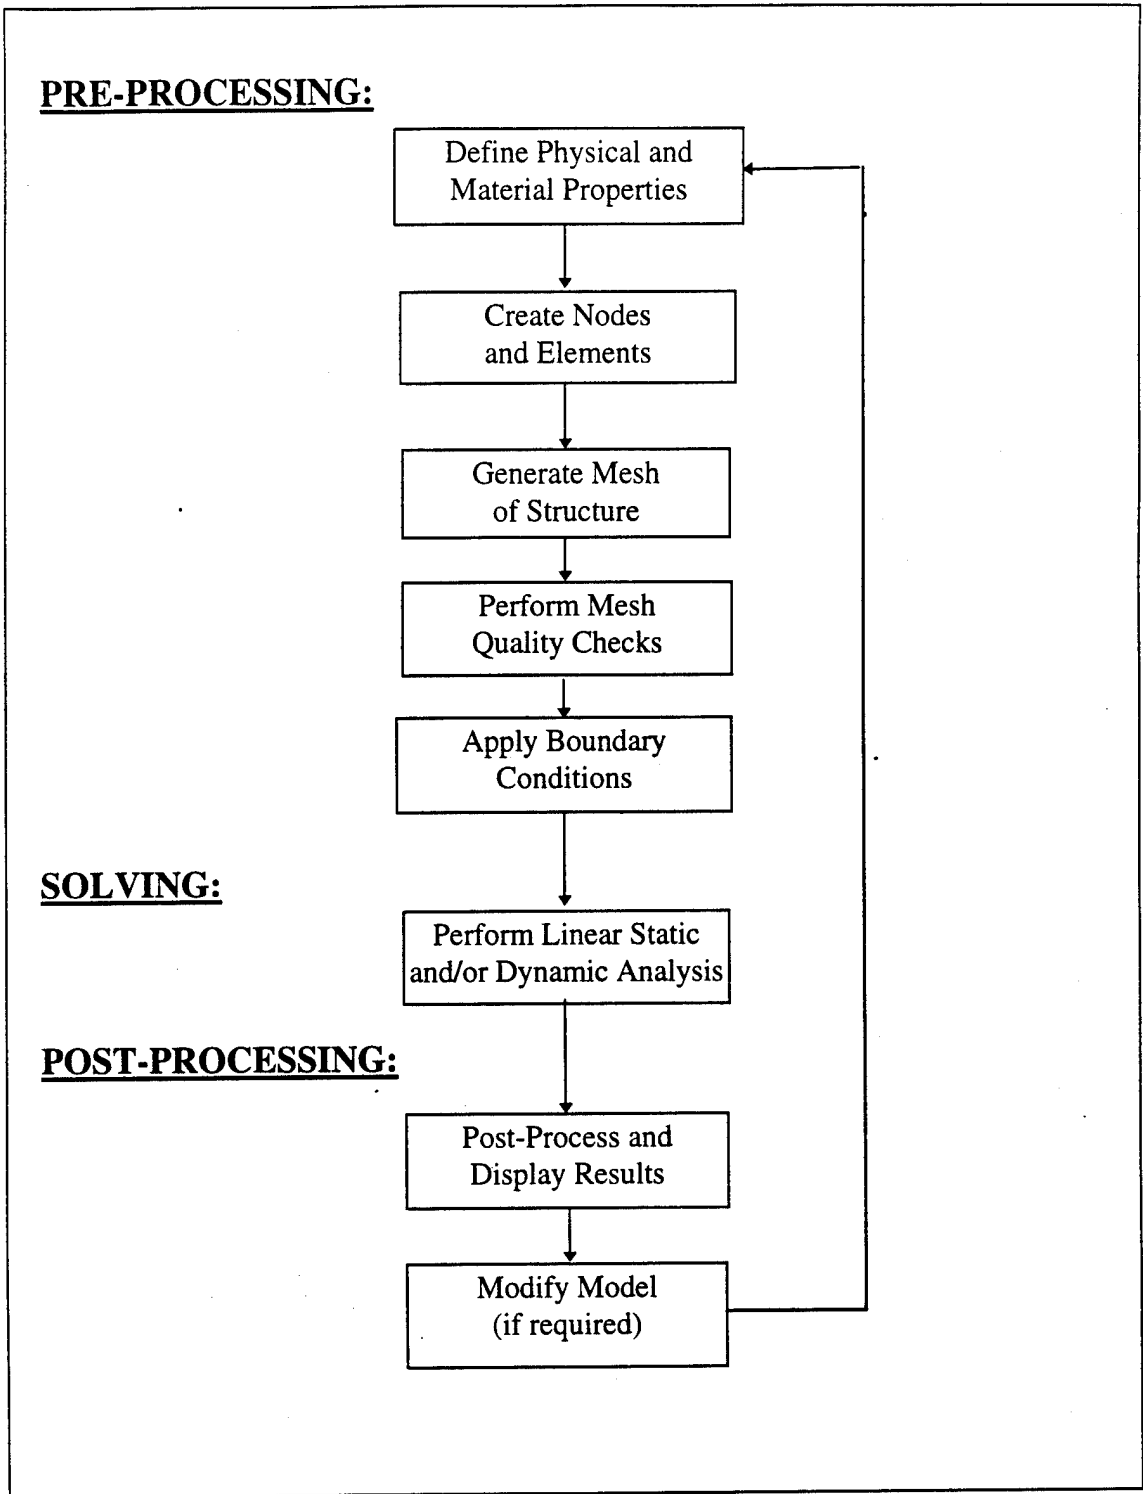 PRE-PROCESSING:
Define Physical and
Material Properties
Create Nodes
and Elements
Generate Mesh
of Structure
Perform Mesh
Quality Checks
Apply Boundary
Conditions
SOLVING:
Perform Linear Static
and/or Dynamic Analysis
POST-PROCESSING:
Post-Process and
Display Results
Modify Model
(if required)